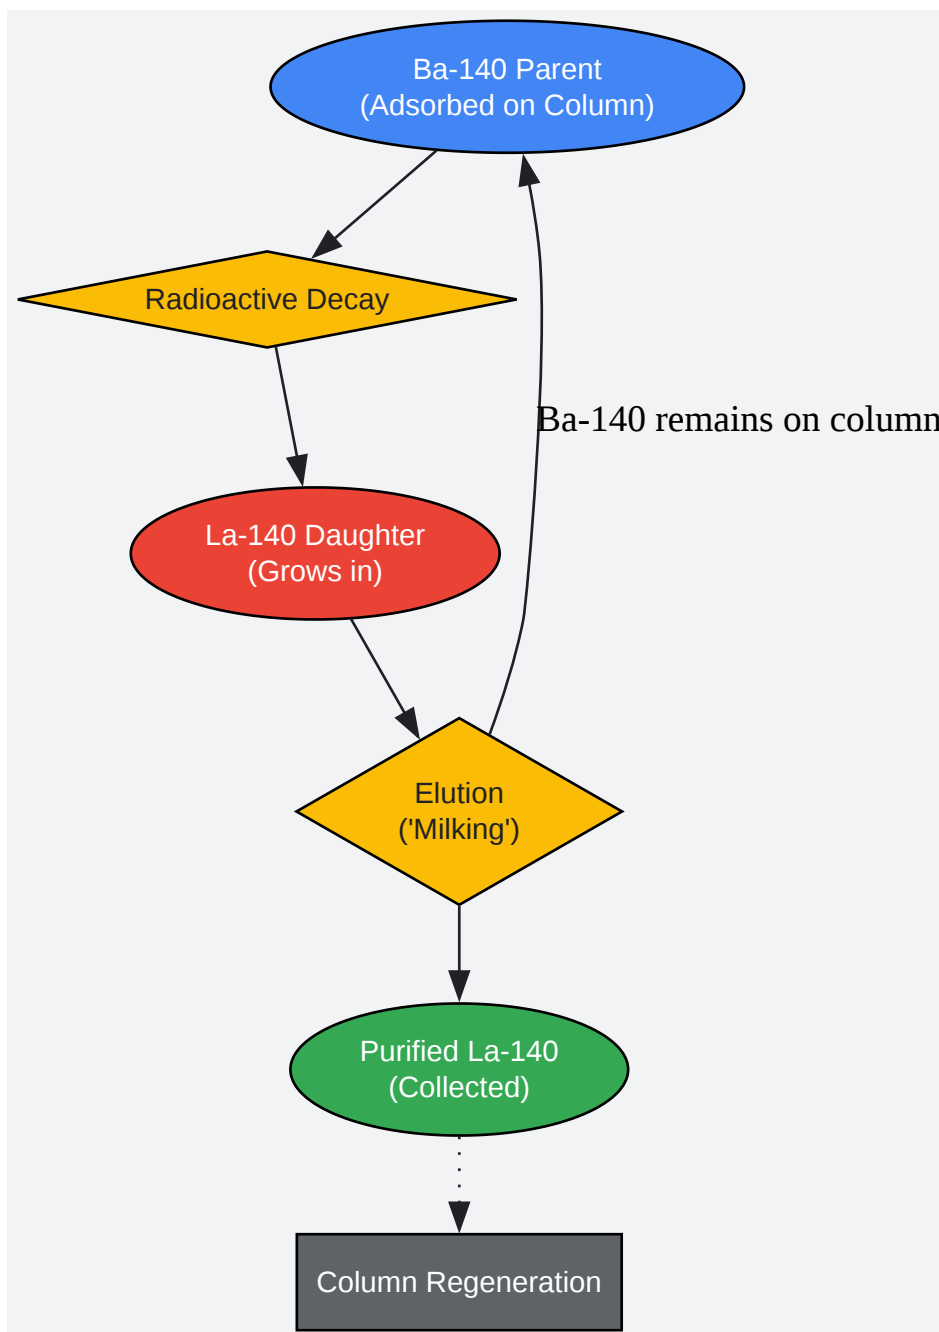 Ba-140 Parent
(Adsorbed on Column)
Radioactive Decay
Ba-140 remains on column
La-140 Daughter
(Grows in)
Elution
('Milking')
Purified La-140
(Collected)
Column Regeneration